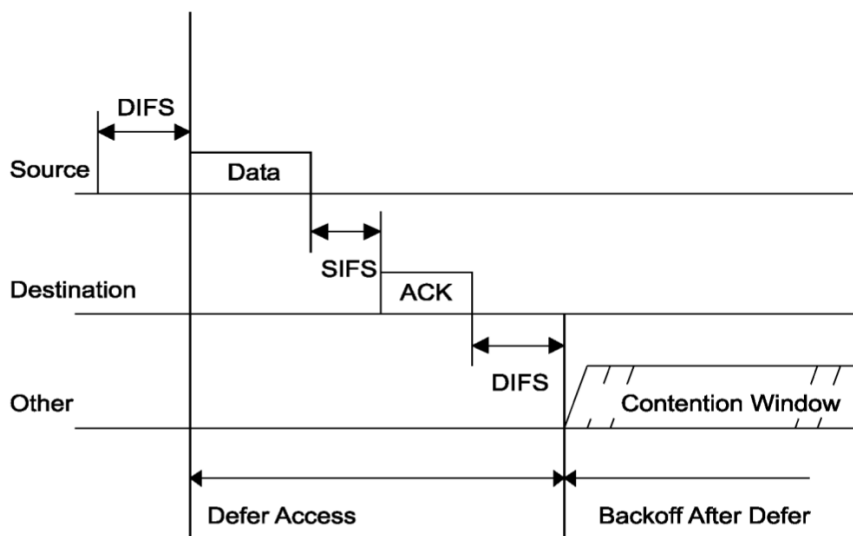 DIFS
Source
Data
SIFS
Destination
ACK
DIFS
Other
Contention Window
Defer Access
Backoff After Defer